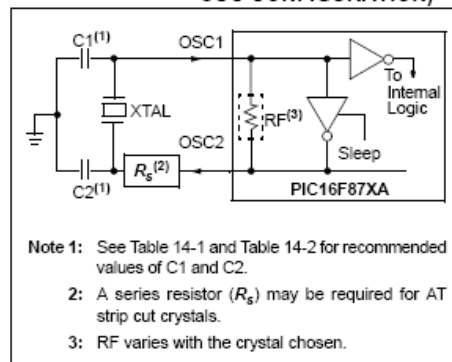 OSC CONFIGURATION)
C1(1)
OSC1
To
Internal
Logic
XTAL
RF(3)
OSC2
C2(1)
Rs(2)
Sleep
PIC16F87XA
Note 1: See Table 14-1 and Table 14-2 for recommended
values of C1 and C2.
2: A series resistor (Rs) may be required for AT
strip cut crystals.
3: RF varies with the crystal chosen.